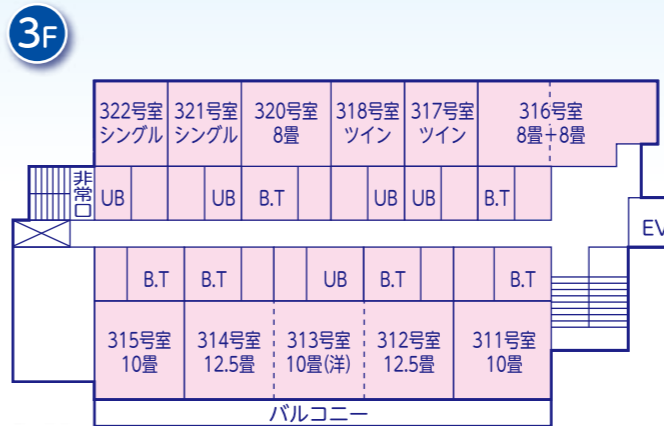 3F
322号室
シングル
321号室
シングル
320号室
8畳
318号室
ツイン
317号室
ツイン
316号室
8畳+8畳
非常口
UB
UB
B.T
UB
UB
B.T
EV
B.T
B.T
UB
B.T
B.T
315号室
10畳
314号室
12.5畳
313号室
10畳(洋)
312号室
12.5畳
311号室
10畳
バルコニー